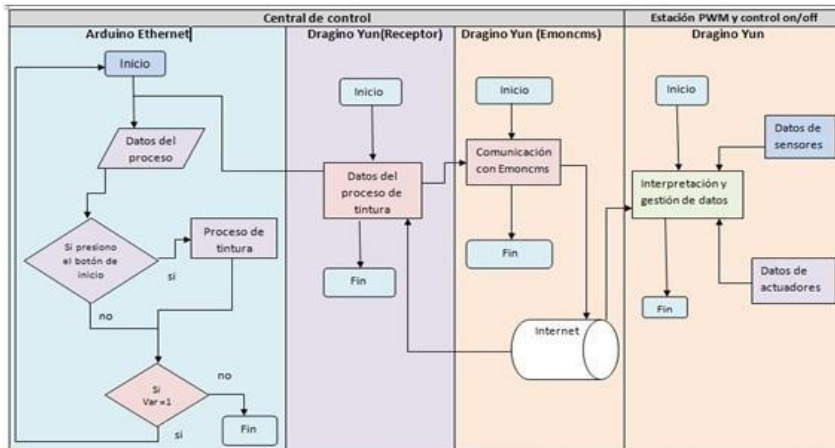 Central de control
Estación PWM y control on/off
Arduino Ethernet
Dragino Yun(Receptor)
Dragino Yun (Emoncms)
Dragino Yun
Inicio
Datos del
proceso
Si presiono
el botón de
inicio
si
no
Proceso de
tintura
Si
Var =1
no
si
Fin
Inicio
Datos del
proceso de
tintura
Fin
Inicio
Comunicación
con Emoncms
Fin
Internet
Inicio
Interpretación y
gestión de datos
Fin
Datos de
sensores
Datos de
actuadores